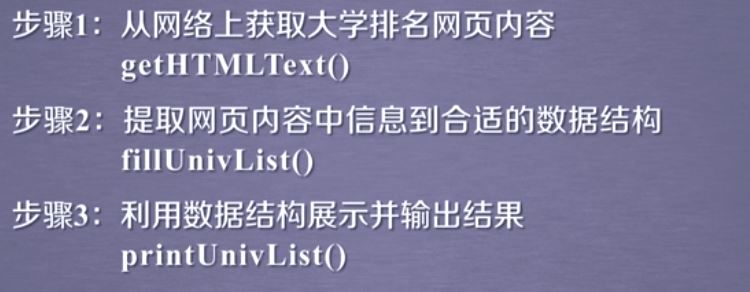 步骤1：从网络上获取大学排名网页内容
getHTMLText()
步骤2：提取网页内容中信息到合适的数据结构
fillUnivList()
步骤3：利用数据结构展示并输出结果
printUnivList()